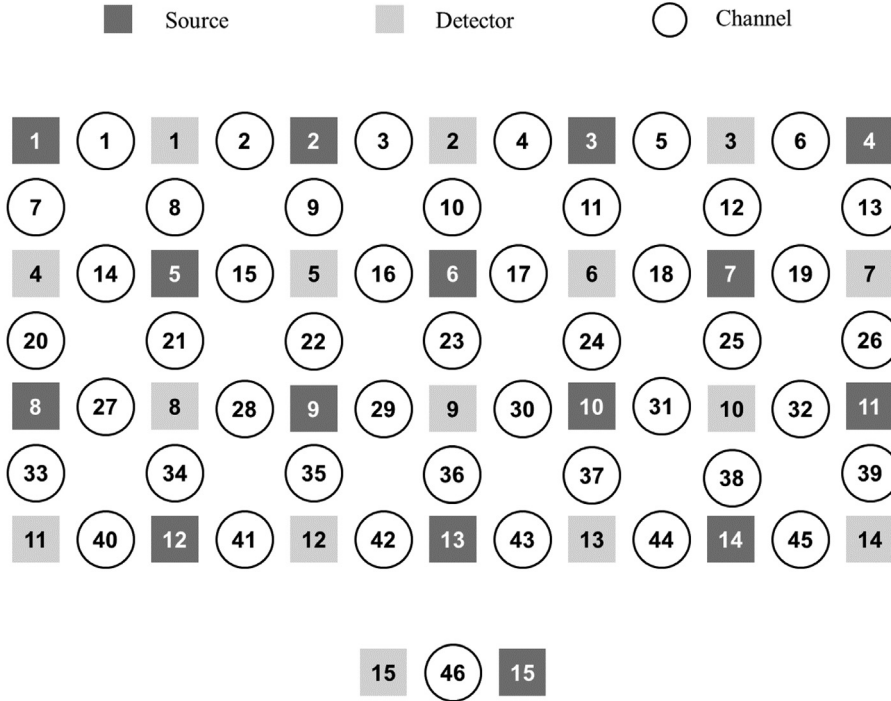 Source Detector Channel
1 1 1 2 2 3 2 4 3 5 3 6 4
7 8 9 10 11 12 13
4 14 5 15 5 16 6 17 6 18 7 19 7
20 21 22 23 24 25 26
8 27 8 28 9 29 9 30 10 31 10 32 11
33 34 35 36 37 38 39
11 40 12 41 12 42 13 43 13 44 14 45 14
15 46 15